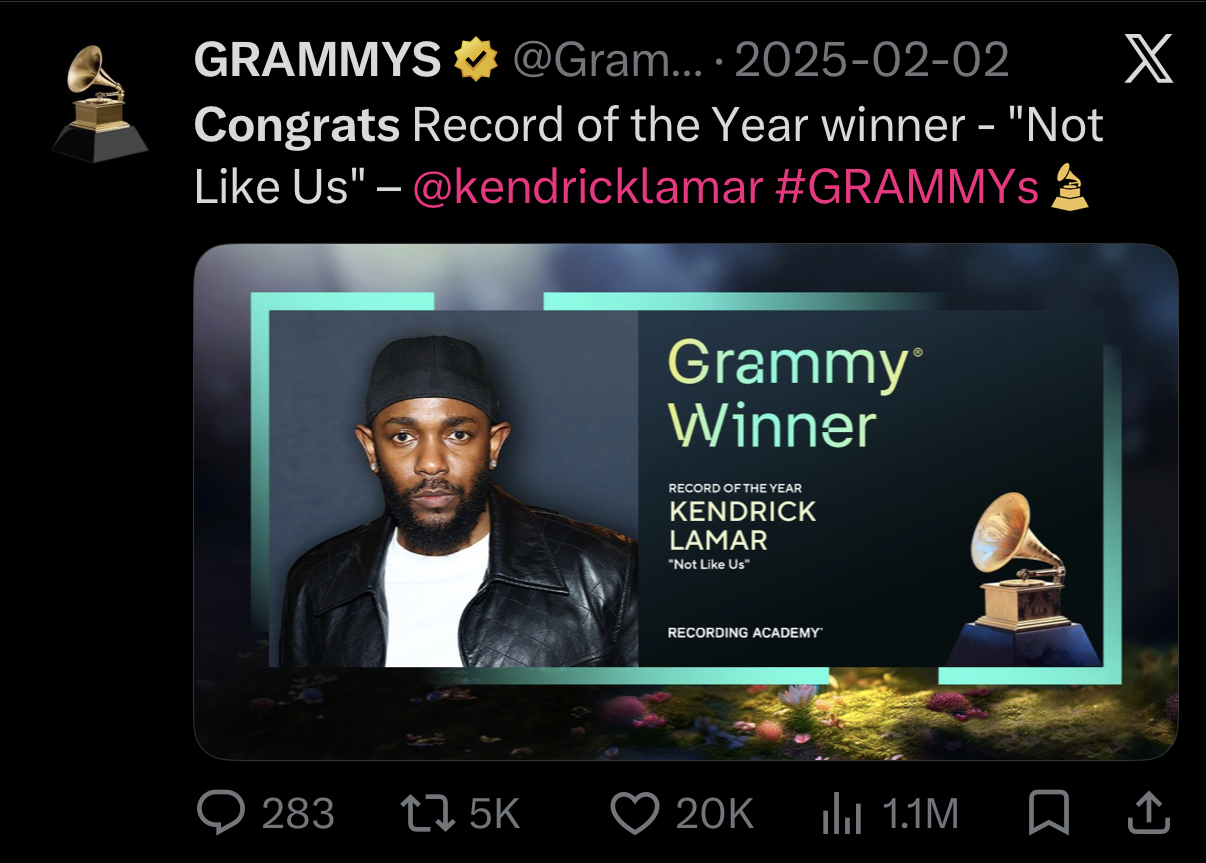 GRAMMYS @Gram... · 2025-02-02
Congrats Record of the Year winner - "Not
Like Us" – @kendricklamar #GRAMMYs
Grammy®
Winner
RECORD OF THE YEAR
KENDRICK
LAMAR
"Not Like Us"
RECORDING ACADEMY®
283 5K 20K 1.1M